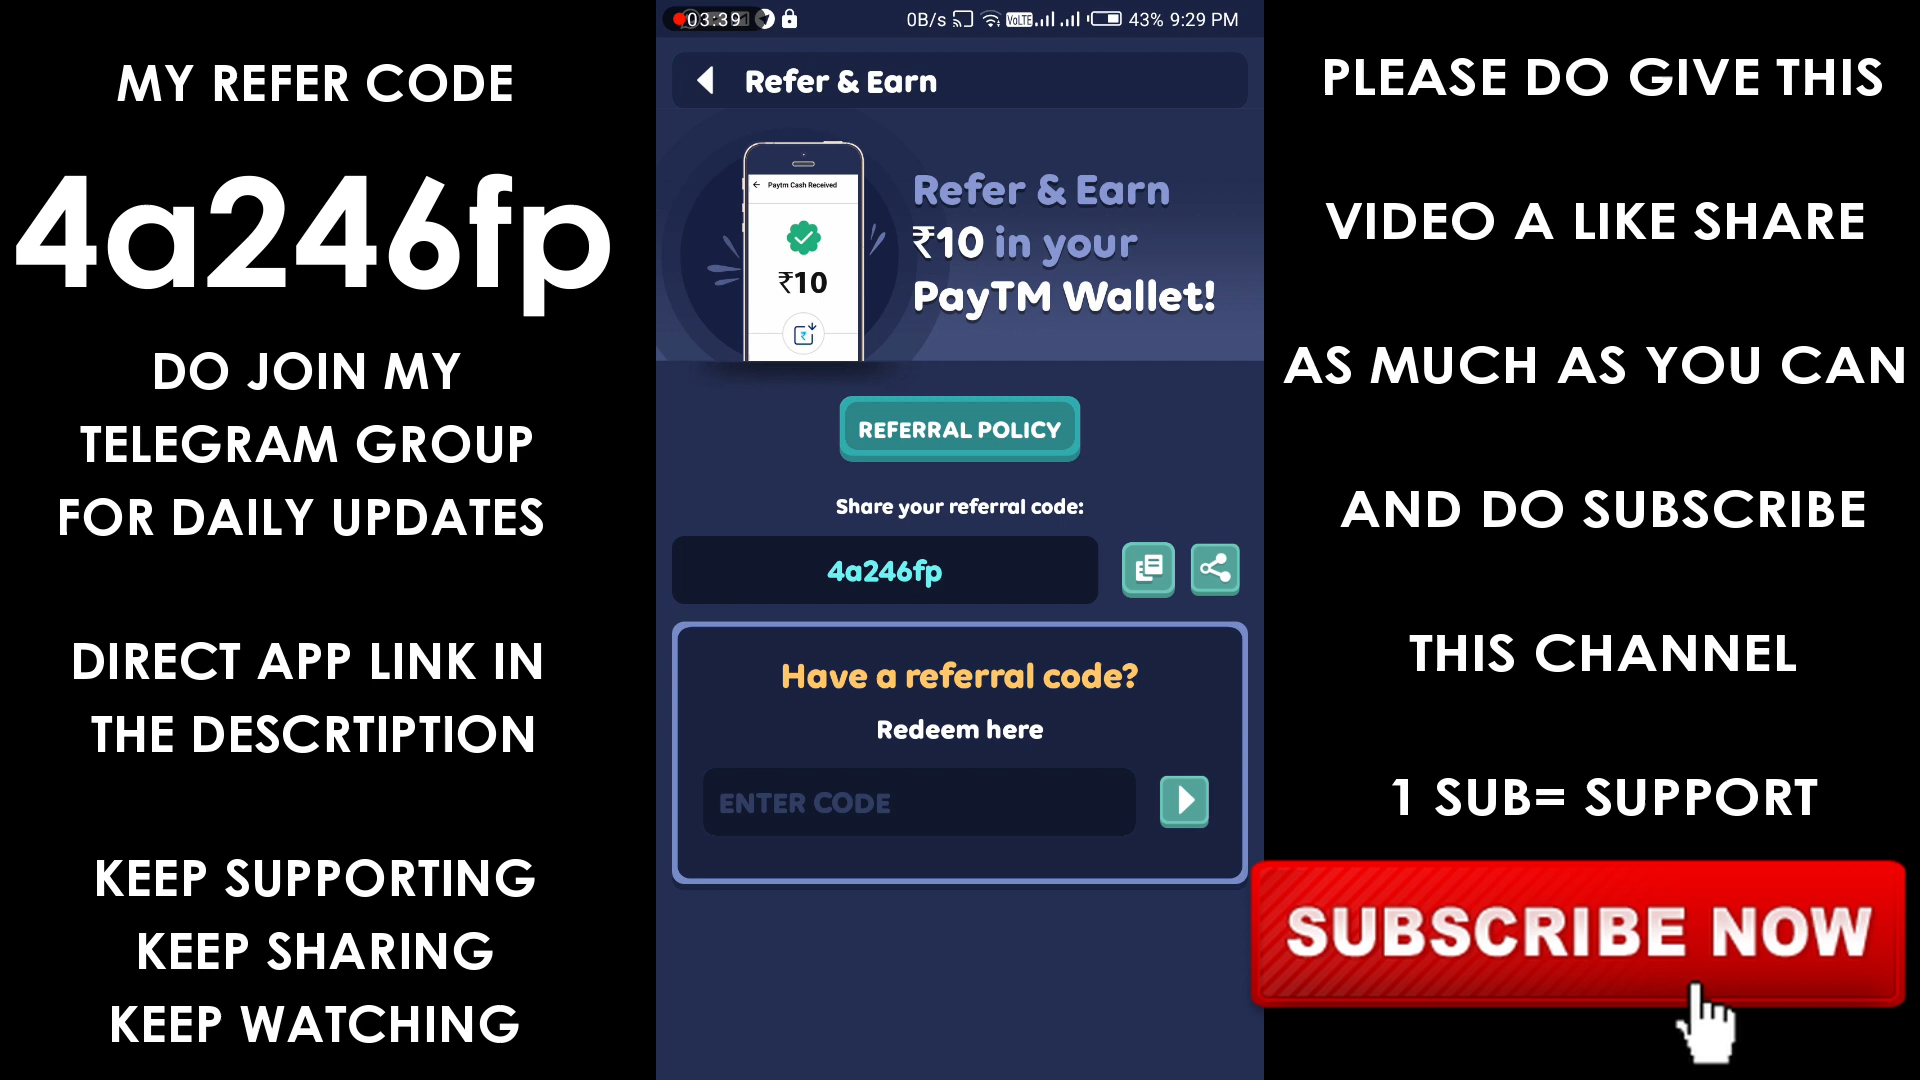 MY REFER CODE
4a246fp
DO JOIN MY
TELEGRAM GROUP
FOR DAILY UPDATES
DIRECT APP LINK IN
THE DESCRTIPTION
KEEP SUPPORTING
KEEP SHARING
KEEP WATCHING
03:39
0B/s VoLTE 43% 9:29 PM
Refer & Earn
Paytm Cash Received
₹10
Refer & Earn
₹10 in your
PayTM Wallet!
REFERRAL POLICY
Share your referral code:
4a246fp
Have a referral code?
Redeem here
ENTER CODE
PLEASE DO GIVE THIS
VIDEO A LIKE SHARE
AS MUCH AS YOU CAN
AND DO SUBSCRIBE
THIS CHANNEL
1 SUB= SUPPORT
SUBSCRIBE NOW